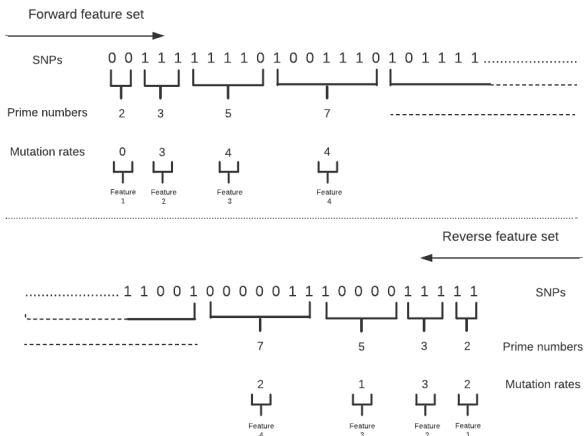 Forward feature set
SNPs 0 0 1 1 1 1 1 1 1 0 1 0 0 1 1 1 0 1 0 1 1 1 1
Prime numbers 2 3 5 7
Mutation rates 0 3 4 4
Feature 1 Feature 2 Feature 3 Feature 4
Reverse feature set
1 1 0 0 1 0 0 0 0 0 1 1 1 0 0 0 0 1 1 1 1 1 SNPs
7 5 3 2 Prime numbers
2 1 3 2 Mutation rates
Feature 4 Feature 3 Feature 2 Feature 1